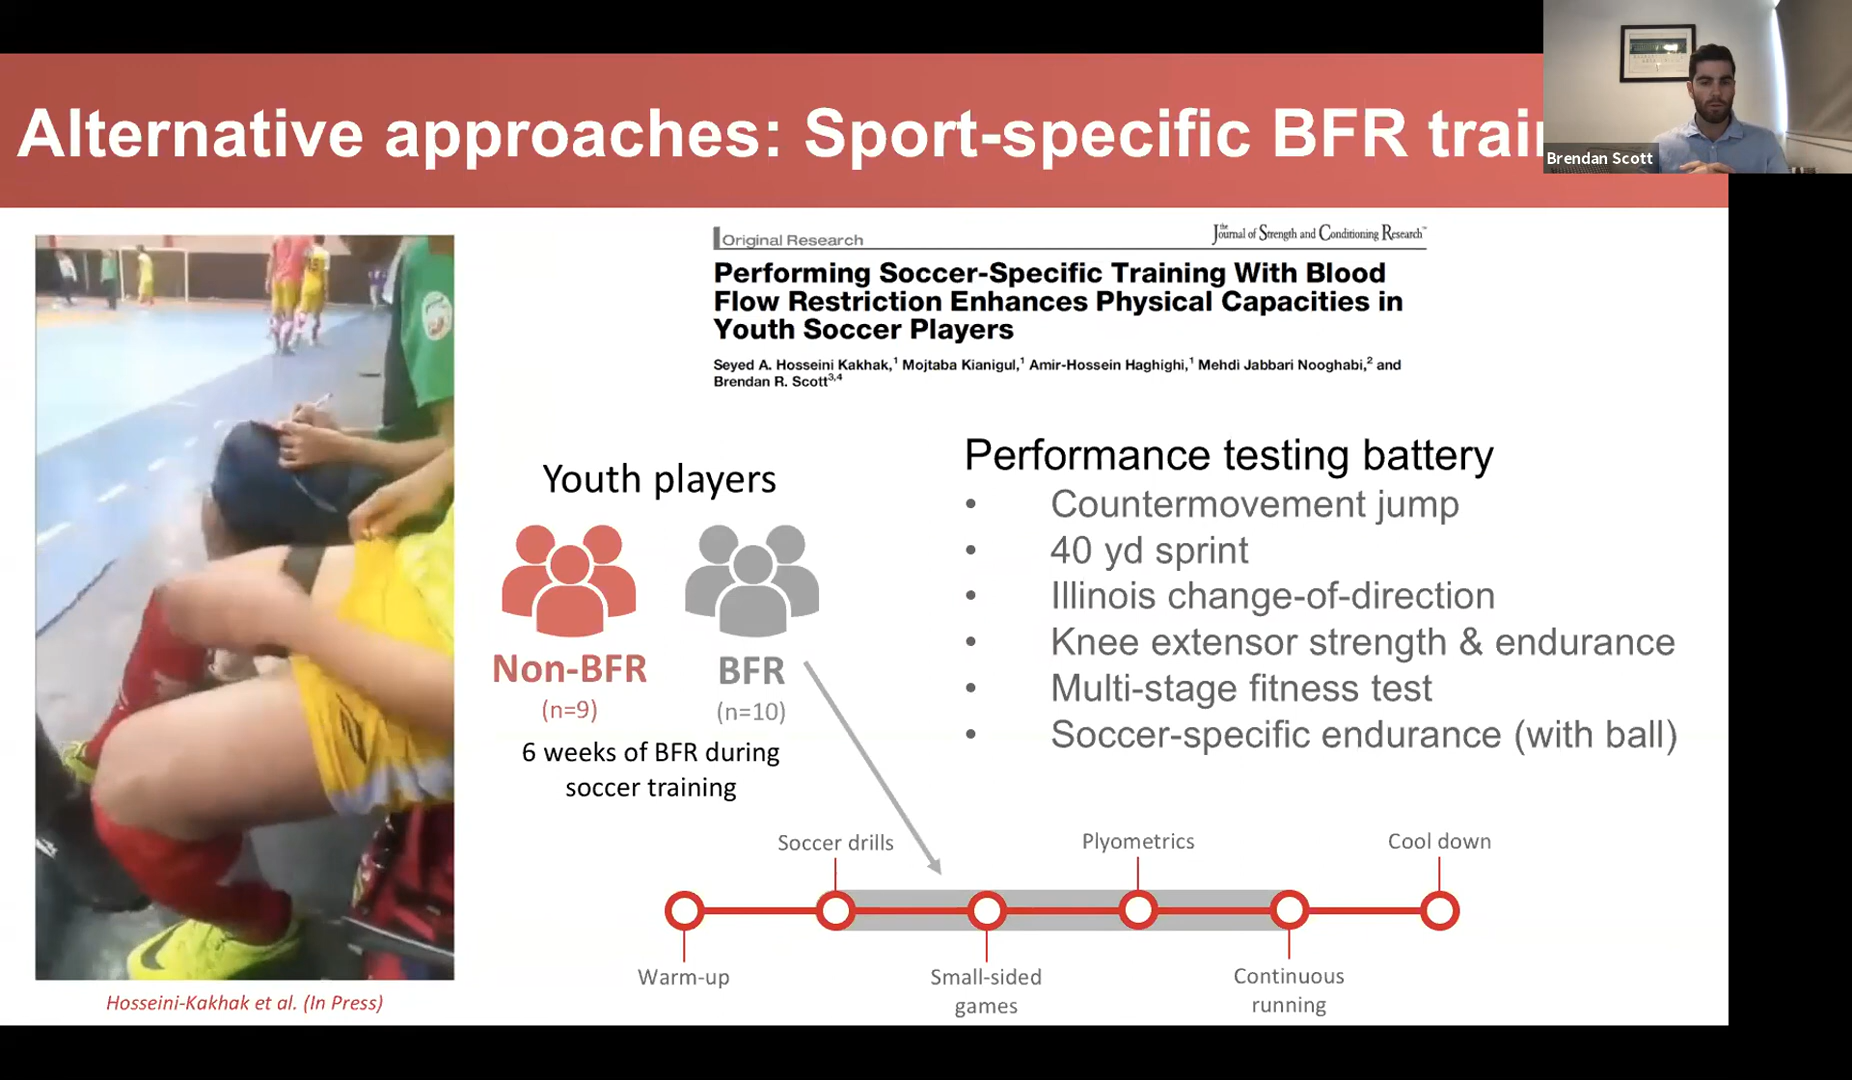 Alternative approaches: Sport-specific BFR trai
Brendan Scott
Original Research
The Journal of Strength and Conditioning Research™
Performing Soccer-Specific Training With Blood
Flow Restriction Enhances Physical Capacities in
Youth Soccer Players
Seyed A. Hosseini Kakhak,¹ Mojtaba Kianigul,¹ Amir-Hossein Haghighi,¹ Mehdi Jabbari Nooghabi,² and
Brendan R. Scott³,⁴
Youth players
Non-BFR
(n=9)
BFR
(n=10)
6 weeks of BFR during
soccer training
Performance testing battery
• Countermovement jump
• 40 yd sprint
• Illinois change-of-direction
• Knee extensor strength & endurance
• Multi-stage fitness test
• Soccer-specific endurance (with ball)
Soccer drills
Plyometrics
Cool down
Warm-up
Small-sided
games
Continuous
running
Hosseini-Kakhak et al. (In Press)